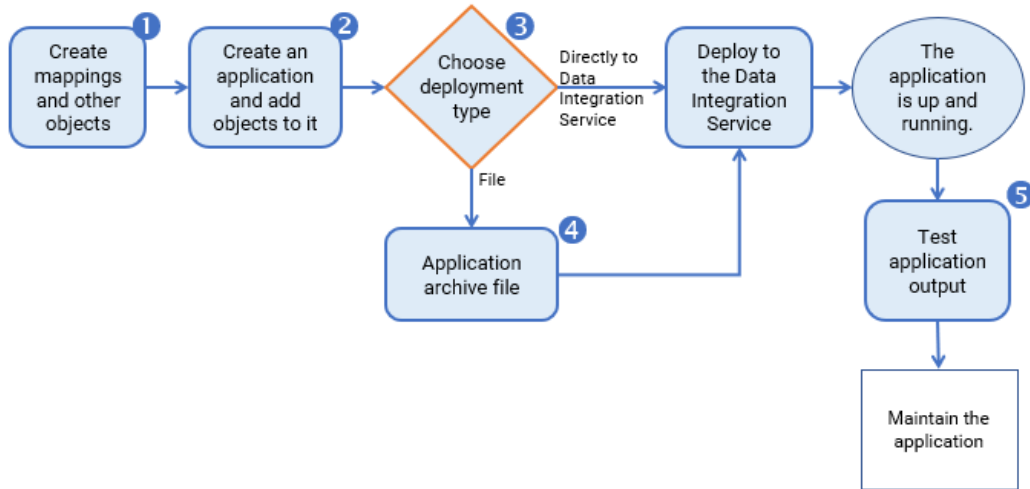 1
Create
mappings
and other
objects
2
Create an
application
and add
objects to it
3
Choose
deployment
type
Directly to
Data
Integration
Service
Deploy to
the Data
Integration
Service
The
application
is up and
running.
File
4
Application
archive file
5
Test
application
output
Maintain the
application